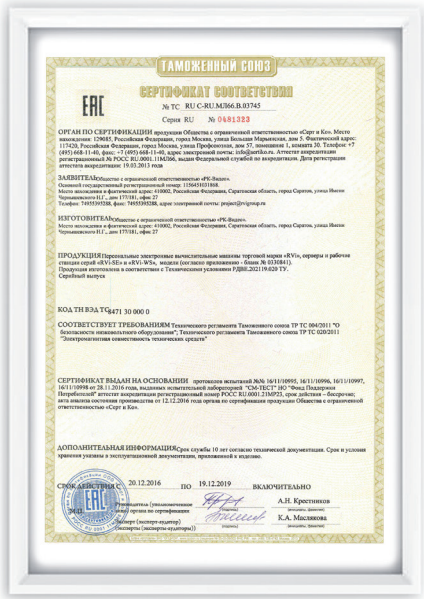 ТАМОЖЕННЫЙ СОЮЗ
СЕРТИФИКАТ СООТВЕТСТВИЯ
ЕАС
№ ТС RU С-RU.МЛ66.В.03745
Серия RU № 0481323
ОРГАН ПО СЕРТИФИКАЦИИ продукции Общества с ограниченной ответственностью «Серт и Ко». Место
нахождения: 129085, Российская Федерация, город Москва, улица Большая Марьинская, дом 5. Фактический адрес:
117420, Российская Федерация, город Москва, улица Профсоюзная, дом 57, помещение 1, комната 30. Телефон: +7
(495) 668-11-40, факс: +7 (495) 668-11-40, адрес электронной почты: info@sertiko.ru. Аттестат аккредитации
регистрационный № РОСС RU.0001.11МЛ66, выдан Федеральной службой по аккредитации. Дата регистрации
аттестата аккредитации: 19.03.2013 год
ЗАЯВИТЕЛЬ Общество с ограниченной ответственностью «РК-Видео».
Основной государственный регистрационный номер: 1156451031868.
Место нахождения и фактический адрес: 410002, Российская Федерация, Саратовская область, город Саратов, улица Имени
Чернышевского Н.Г., дом 177/181, офис 27
Телефон: 74955395288, факс: 74955395288, адрес электронной почты: project@rvigroup.ru
ИЗГОТОВИТЕЛЬ Общество с ограниченной ответственностью «РК-Видео».
Место нахождения и фактический адрес: 410002, Российская Федерация, Саратовская область, город Саратов, улица Имени
Чернышевского Н.Г., дом 177/181, офис 27
ПРОДУКЦИЯ Персональные электронные вычислительные машины торговой марки «RVi», серверы и рабочие
станции серий «RVi-SE» и «RVi-WS», модели (согласно приложению - бланк № 0330841).
Продукция изготовлена в соответствии с Техническими условиями РДВЕ.202119.020 ТУ.
Серийный выпуск
КОД ТН ВЭД ТС 8471 30 000 0
СООТВЕТСТВУЕТ ТРЕБОВАНИЯМ Технического регламента Таможенного союза ТР ТС 004/2011 "О
безопасности низковольтного оборудования"; Технического регламента Таможенного союза ТР ТС 020/2011
"Электромагнитная совместимость технических средств"
СЕРТИФИКАТ ВЫДАН НА ОСНОВАНИИ протоколов испытаний №№ 16/11/10995, 16/11/10996, 16/11/10997,
16/11/10998 от 28.11.2016 года, выданных испытательной лабораторией "СМ-ТЕСТ" НО "Фонд Поддержки
Потребителей" аттестат аккредитации регистрационный номер РОСС RU.0001.21МР23, срок действия - бессрочно;
акта анализа состояния производства от 12.12.2016 года органа по сертификации продукции Общества с ограниченной
ответственностью «Серт и Ко».
ДОПОЛНИТЕЛЬНАЯ ИНФОРМАЦИЯ Срок службы 10 лет согласно технической документации. Срок и условия
хранения указаны в эксплуатационной документации, приложенной к изделию.
СРОК ДЕЙСТВИЯ С 20.12.2016 ПО 19.12.2019 ВКЛЮЧИТЕЛЬНО
Руководитель (уполномоченное
лицо) органа по сертификации
А.Н. Крестников
Эксперт (эксперт-аудитор)
(эксперты (эксперты-аудиторы))
К.А. Маслякова